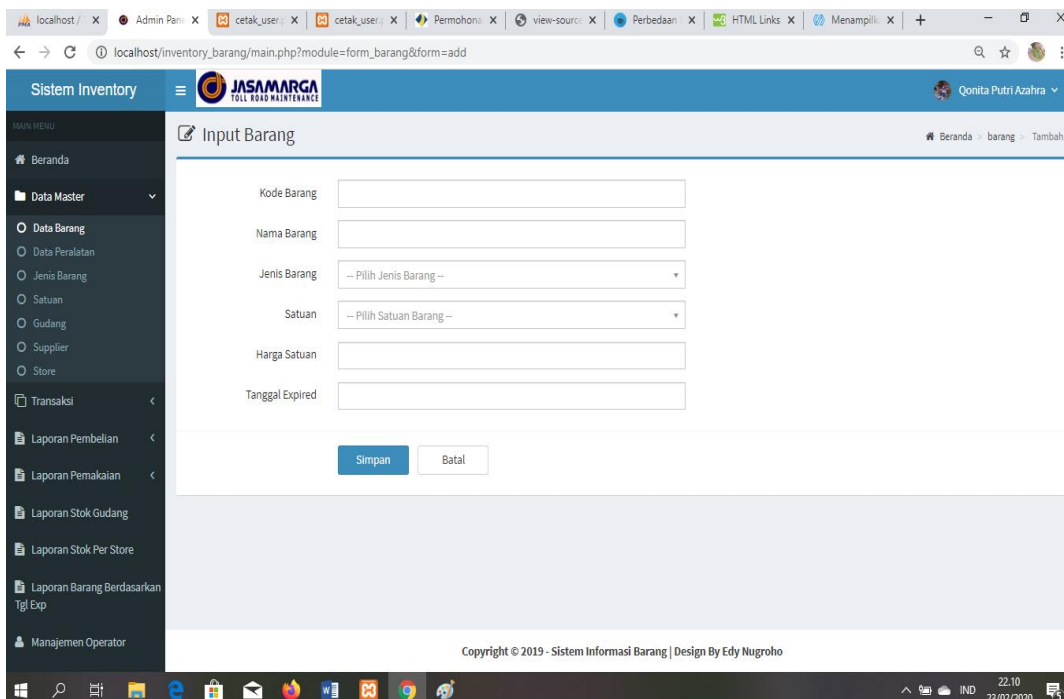 localhost /
Admin Pan
cetak_user.
cetak_user.
Permohona
view-source
Perbedaan
HTML Links
Menampilk
localhost/inventory_barang/main.php?module=form_barang&form=add
Sistem Inventory
JASAMARGA
TOLL ROAD MAINTENANCE
Qonita Putri Azahra
MAIN MENU
Input Barang
Beranda > barang > Tambah
Beranda
Data Master
Data Barang
Data Peralatan
Jenis Barang
Satuan
Gudang
Supplier
Store
Transaksi
Laporan Pembelian
Laporan Pemakaian
Laporan Stok Gudang
Laporan Stok Per Store
Laporan Barang Berdasarkan
Tgl Exp
Manajemen Operator
Kode Barang
Nama Barang
Jenis Barang
-- Pilih Jenis Barang --
Satuan
-- Pilih Satuan Barang --
Harga Satuan
Tanggal Expired
Simpan
Batal
Copyright © 2019 - Sistem Informasi Barang | Design By Edy Nugroho
IND
22.10
23/02/2020